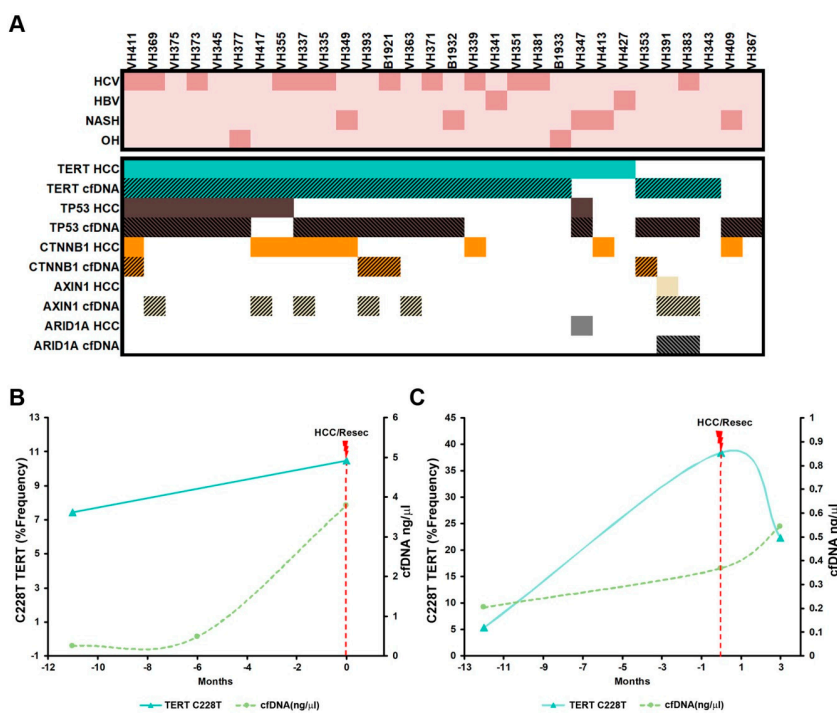 A
VH411 VH369 VH375 VH373 VH345 VH377 VH417 VH355 VH337 VH335 VH349 VH393 B1921 VH363 VH371 B1932 VH339 VH341 VH351 VH381 B1933 VH347 VH413 VH427 VH353 VH391 VH383 VH343 VH409 VH367
HCV
HBV
NASH
OH
TERT HCC
TERT cfDNA
TP53 HCC
TP53 cfDNA
CTNNB1 HCC
CTNNB1 cfDNA
AXIN1 HCC
AXIN1 cfDNA
ARID1A HCC
ARID1A cfDNA
B
C228T TERT (%Frequency)
13
11
9
7
5
3
1
-1
HCC/Resec
6
5
4
3
2
1
0
cfDNA ng/µl
-12 -10 -8 -6 -4 -2 0
Months
TERT C228T cfDNA(ng/µl)
C
C228T TERT (%Frequency)
45
40
35
30
25
20
15
10
5
0
HCC/Resec
1
0.9
0.8
0.7
0.6
0.5
0.4
0.3
0.2
0.1
0
cfDNA ng/µl
-13 -11 -9 -7 -5 -3 -1 1 3
Months
TERT C228T cfDNA(ng/µl)